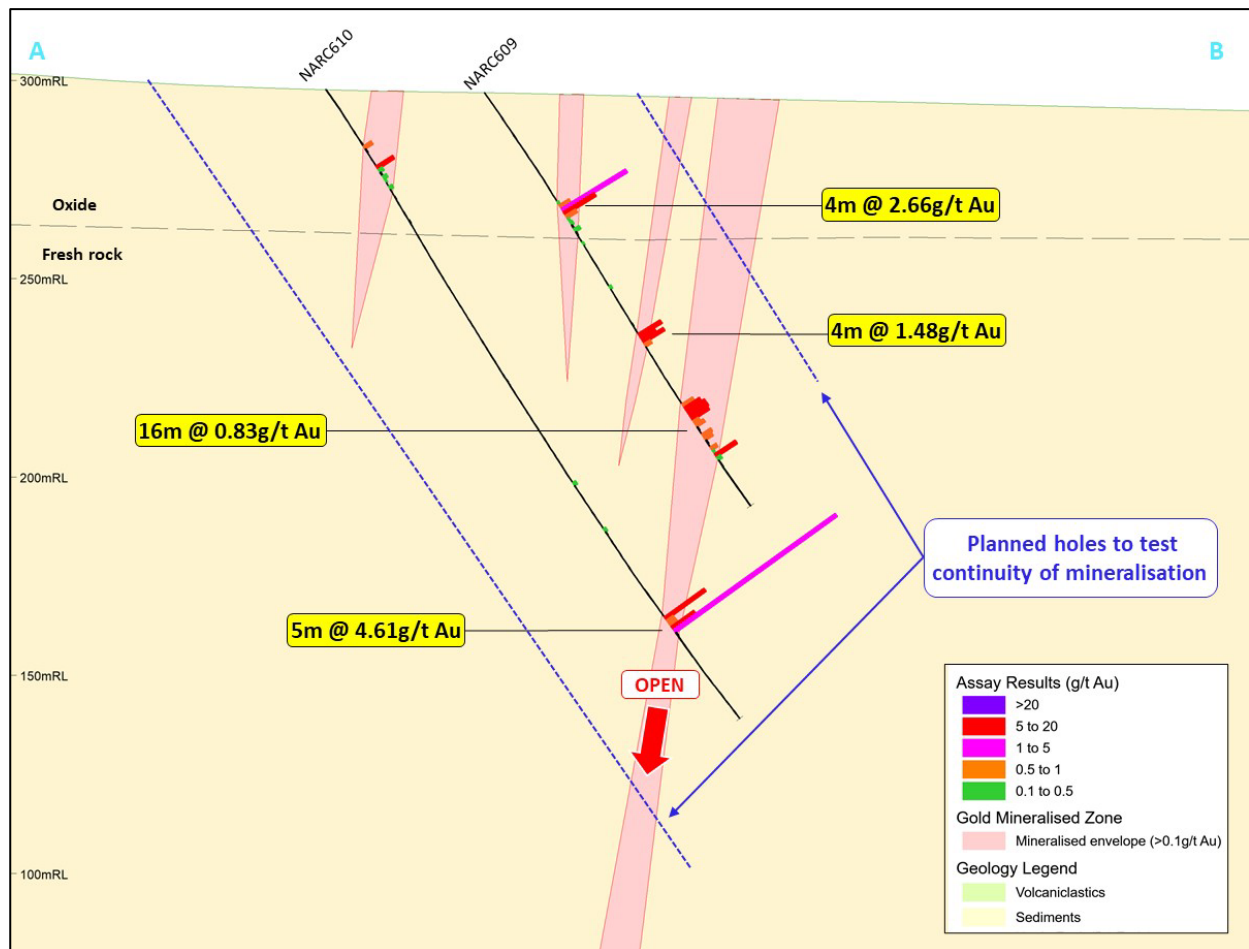 A
B
NARC610
NARC609
300mRL
Oxide
Fresh rock
250mRL
200mRL
150mRL
100mRL
4m @ 2.66g/t Au
4m @ 1.48g/t Au
16m @ 0.83g/t Au
5m @ 4.61g/t Au
OPEN
Planned holes to test
continuity of mineralisation
Assay Results (g/t Au)
>20
5 to 20
1 to 5
0.5 to 1
0.1 to 0.5
Gold Mineralised Zone
Mineralised envelope (>0.1g/t Au)
Geology Legend
Volcaniclastics
Sediments